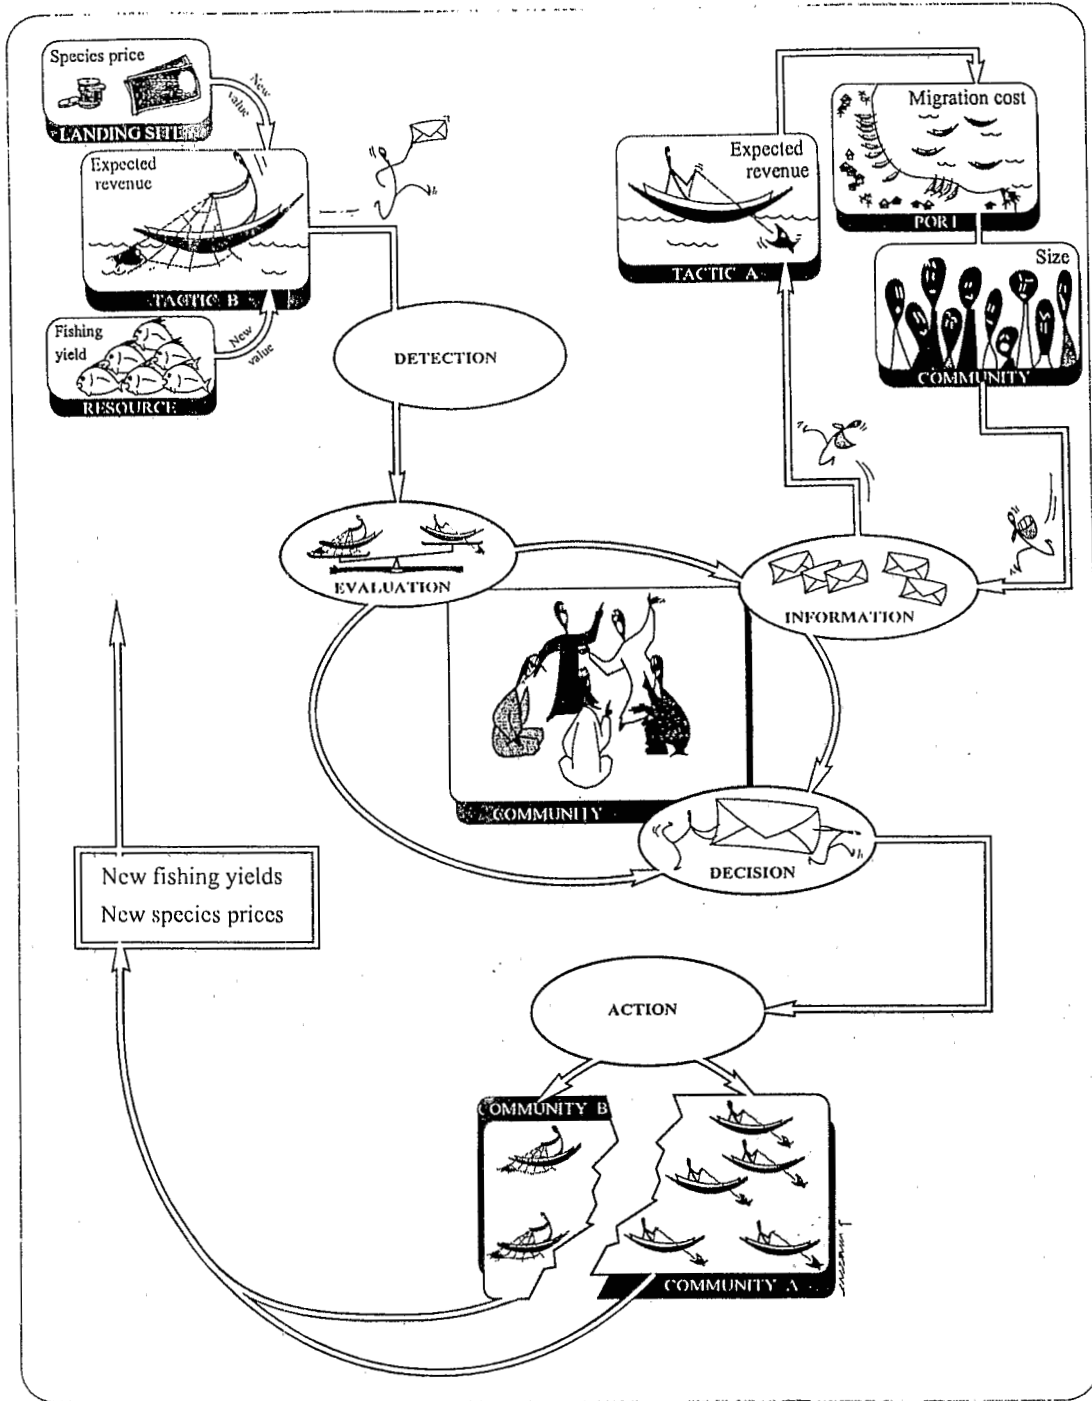 Species price
New
value
LANDING SITE
Expected
revenue
TACTIC B
Fishing
yield
New
value
RESOURCE
Expected
revenue
TACTIC A
Migration cost
PORT
Size
COMMUNITY
DETECTION
EVALUATION
INFORMATION
COMMUNITY
DECISION
New fishing yields
New species prices
ACTION
COMMUNITY B
COMMUNITY A